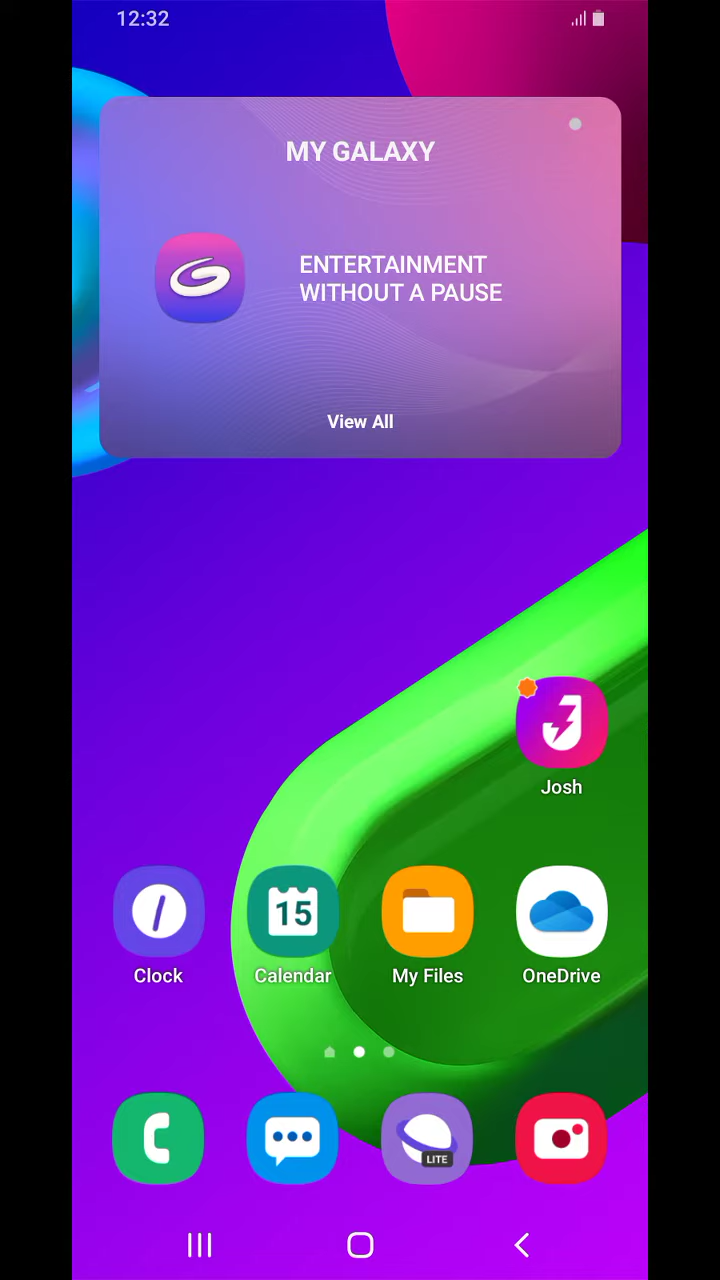 12:32
MY GALAXY
ENTERTAINMENT
WITHOUT A PAUSE
View All
Josh
15
Clock
Calendar
My Files
OneDrive
LITE